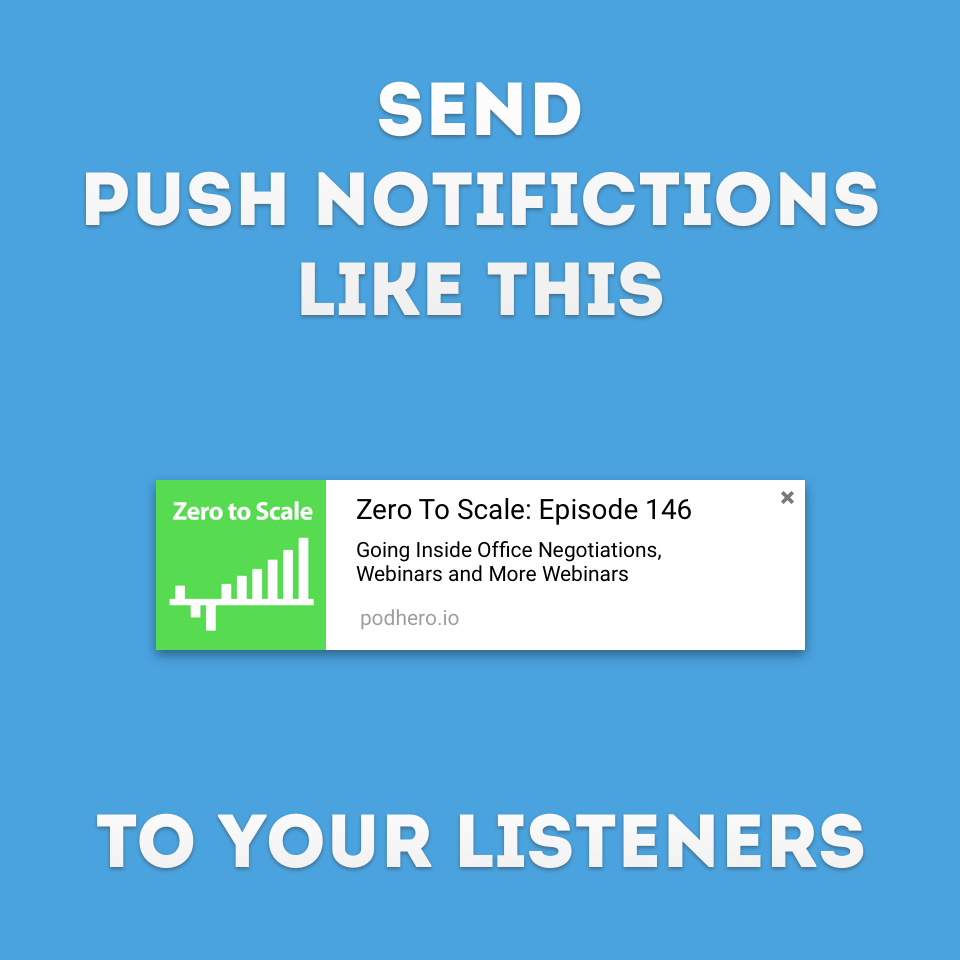 SEND
PUSH NOTIFICTIONS
LIKE THIS
Zero to Scale
Zero To Scale: Episode 146
Going Inside Office Negotiations,
Webinars and More Webinars
podhero.io
TO YOUR LISTENERS